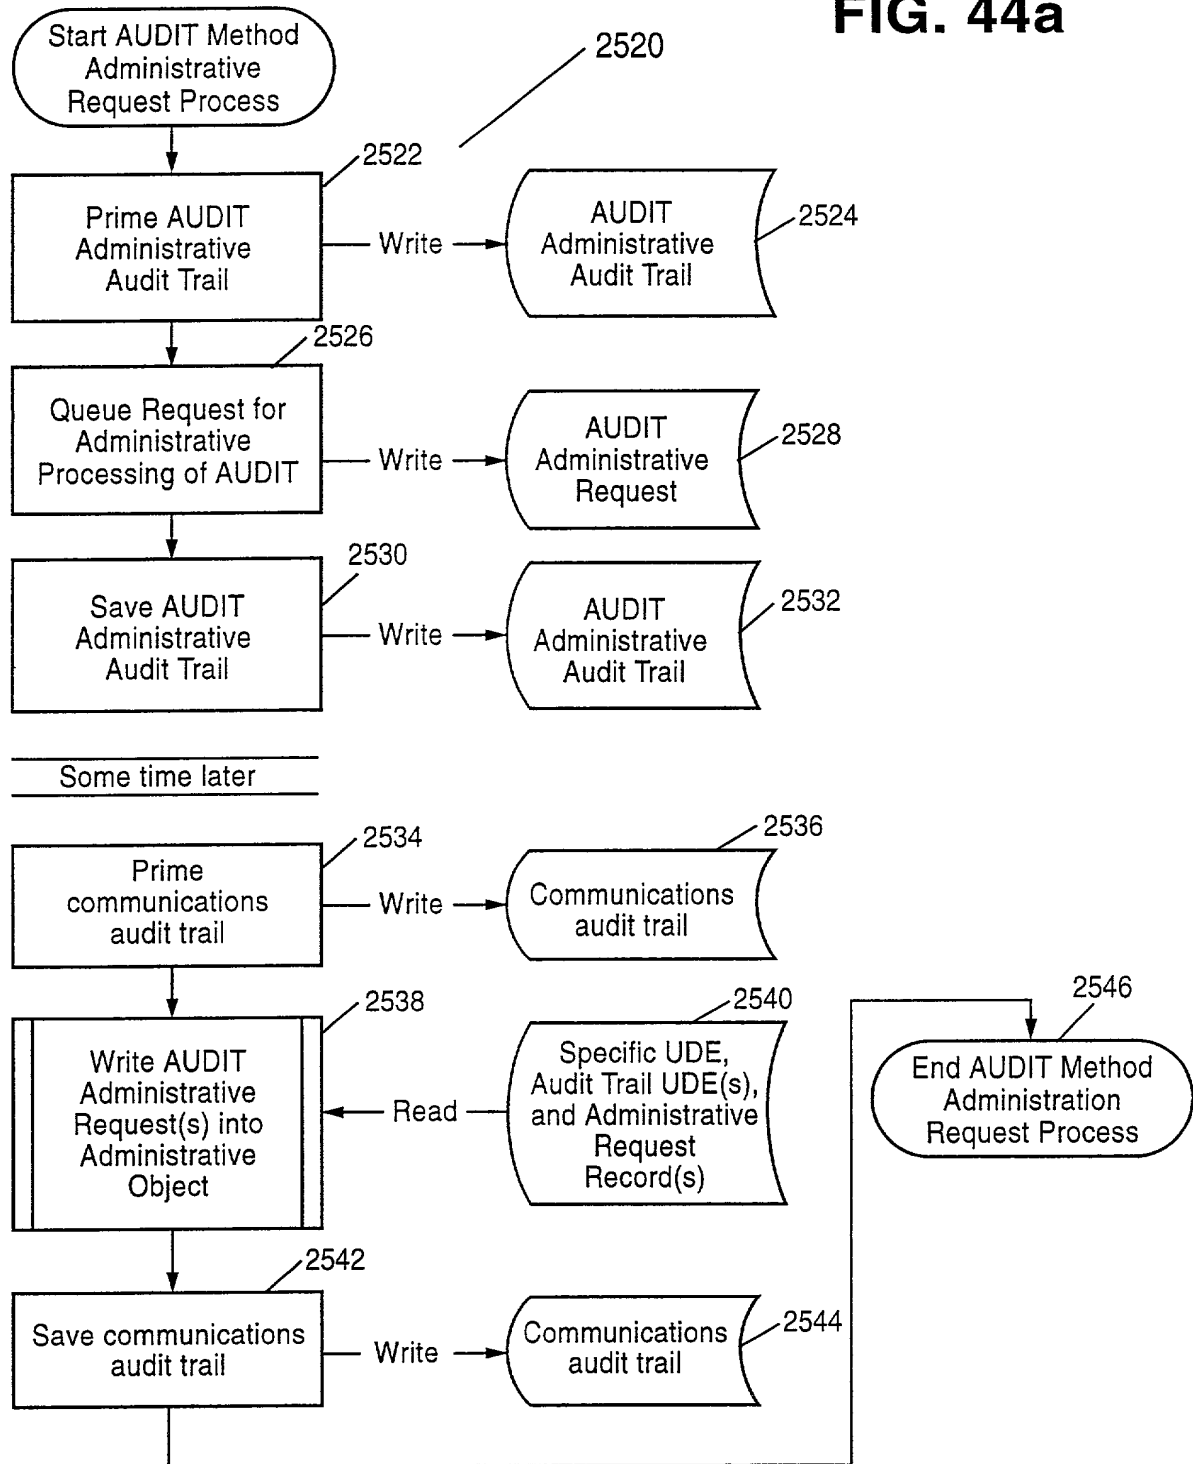 FIG. 44a
Start AUDIT Method
Administrative
Request Process
2520
2522
Prime AUDIT
Administrative
Audit Trail
Write
AUDIT
Administrative
Audit Trail
2524
2526
Queue Request for
Administrative
Processing of AUDIT
Write
AUDIT
Administrative
Request
2528
2530
Save AUDIT
Administrative
Audit Trail
Write
AUDIT
Administrative
Audit Trail
2532
Some time later
2534
Prime
communications
audit trail
Write
2536
Communications
audit trail
2538
Write AUDIT
Administrative
Request(s) into
Administrative
Object
Read
2540
Specific UDE,
Audit Trail UDE(s),
and Administrative
Request
Record(s)
2546
End AUDIT Method
Administration
Request Process
2542
Save communications
audit trail
Write
Communications
audit trail
2544